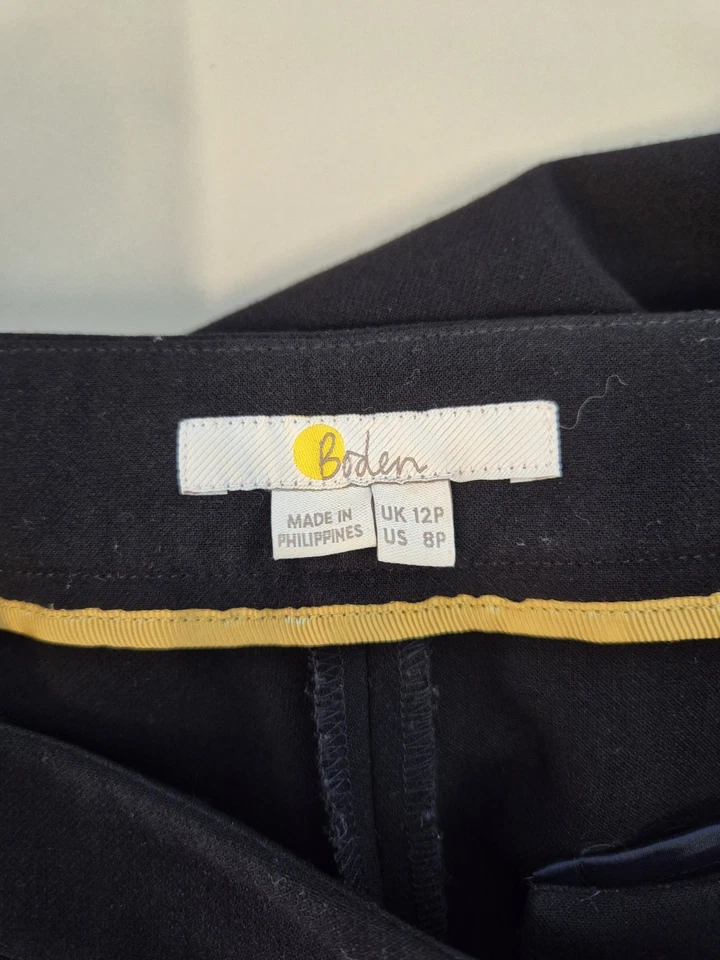 Boden
MADE IN
PHILIPPINES
UK 12P
US 8P